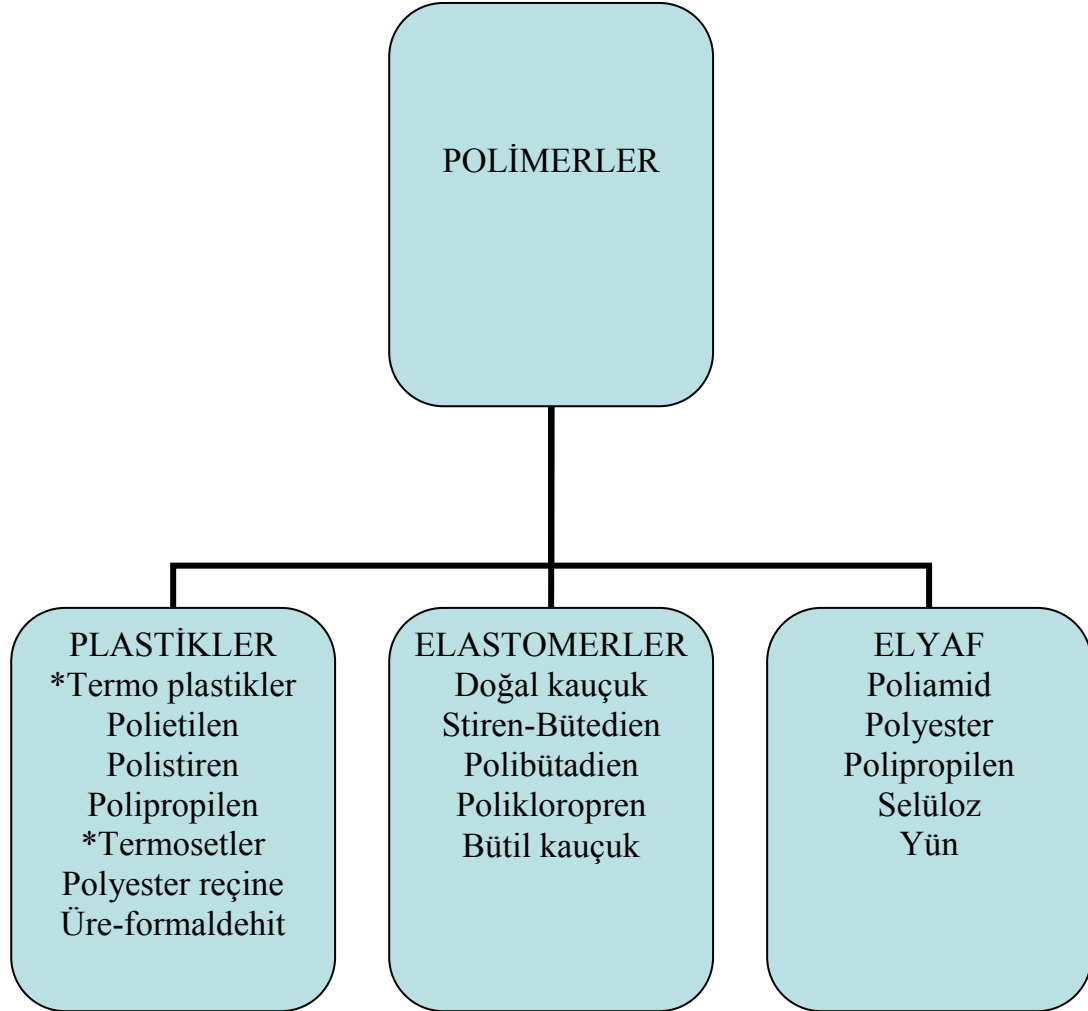 POLİMERLER
PLASTİKLER
*Termo plastikler
Polietilen
Polistiren
Polipropilen
*Termosetler
Polyester reçine
Üre-formaldehit
ELASTOMERLER
Doğal kauçuk
Stiren-Bütedien
Polibütadien
Polikloropren
Bütil kauçuk
ELYAF
Poliamid
Polyester
Polipropilen
Selüloz
Yün